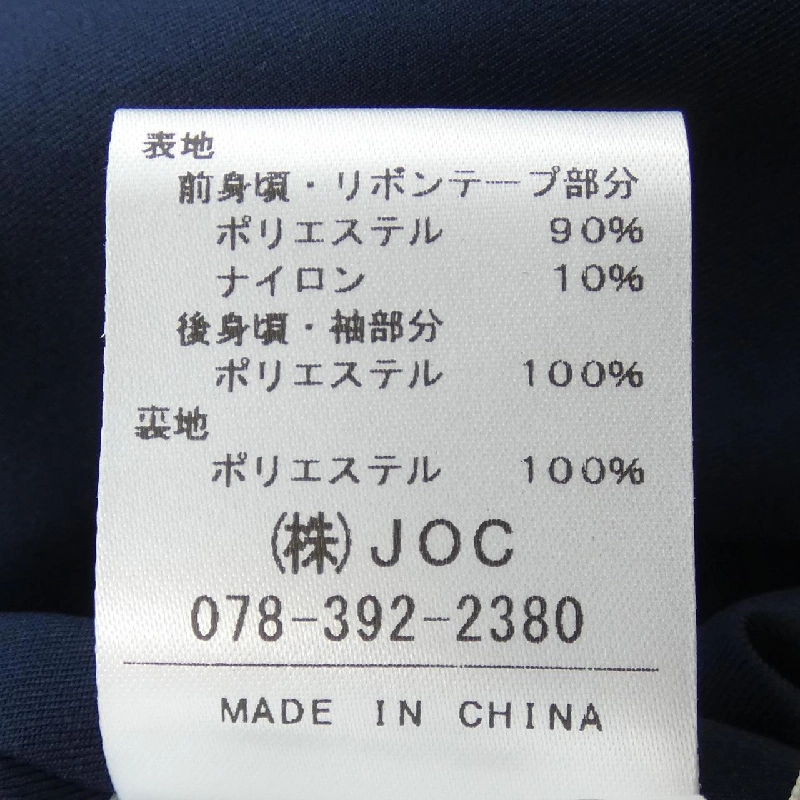 表地
前身頃・リボンテープ部分
ポリエステル 90%
ナイロン 10%
後身頃・袖部分
ポリエステル 100%
裏地
ポリエステル 100%
(株)JOC
078-392-2380
MADE IN CHINA